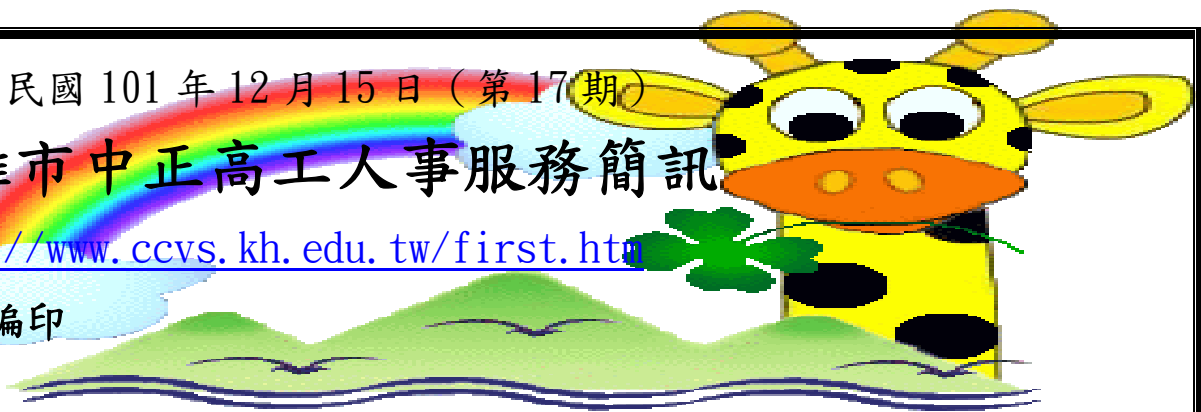 民國 101 年 12 月 15 日（第 17 期）
市中正高工人事服務簡訊
//www.ccvs.kh.edu.tw/first.htm
編印